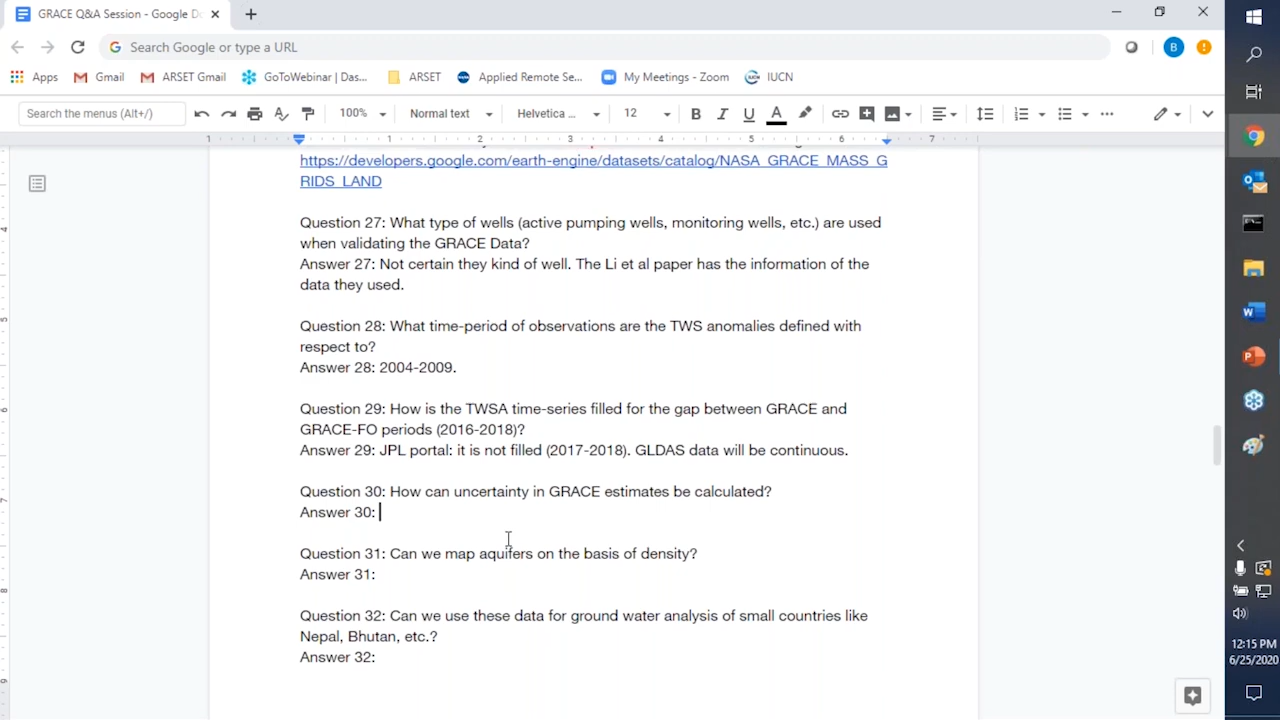 GRACE Q&A Session - Google Do
Search Google or type a URL
B
Apps Gmail ARSET Gmail GoToWebinar | Das... ARSET Applied Remote Se... My Meetings - Zoom IUCN
Search the menus (Alt+/) 100% Normal text Helvetica ... 12 B I U A
1 1 2 3 4 5 6 7
https://developers.google.com/earth-engine/datasets/catalog/NASA_GRACE_MASS_G
RIDS_LAND
Question 27: What type of wells (active pumping wells, monitoring wells, etc.) are used
when validating the GRACE Data?
Answer 27: Not certain they kind of well. The Li et al paper has the information of the
data they used.
Question 28: What time-period of observations are the TWS anomalies defined with
respect to?
Answer 28: 2004-2009.
Question 29: How is the TWSA time-series filled for the gap between GRACE and
GRACE-FO periods (2016-2018)?
Answer 29: JPL portal: it is not filled (2017-2018). GLDAS data will be continuous.
Question 30: How can uncertainty in GRACE estimates be calculated?
Answer 30:
Question 31: Can we map aquifers on the basis of density?
Answer 31:
Question 32: Can we use these data for ground water analysis of small countries like
Nepal, Bhutan, etc.?
Answer 32:
12:15 PM
6/25/2020